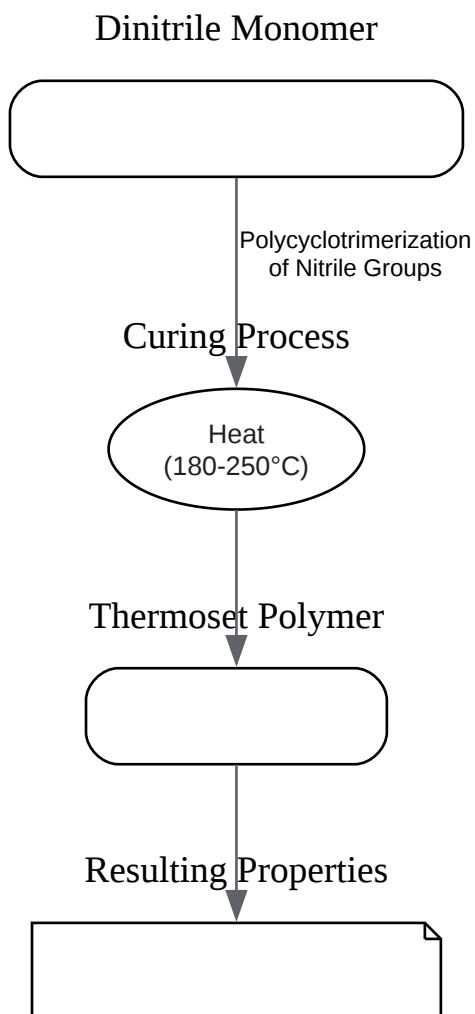 Dinitrile Monomer
Polycyclotrimerization
of Nitrile Groups
Curing Process
Heat
(180-250°C)
Thermoset Polymer
Resulting Properties